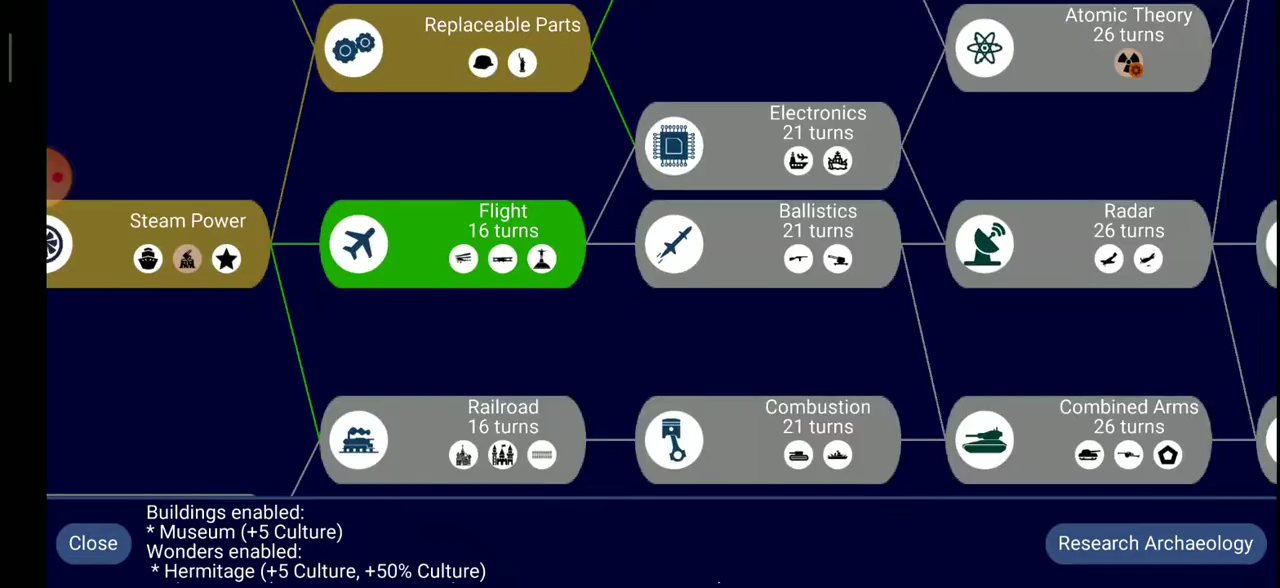 Replaceable Parts
Atomic Theory
26 turns
Electronics
21 turns
Steam Power
Flight
16 turns
Ballistics
21 turns
Radar
26 turns
Railroad
16 turns
Combustion
21 turns
Combined Arms
26 turns
Close
Buildings enabled:
* Museum (+5 Culture)
Wonders enabled:
* Hermitage (+5 Culture, +50% Culture)
Research Archaeology